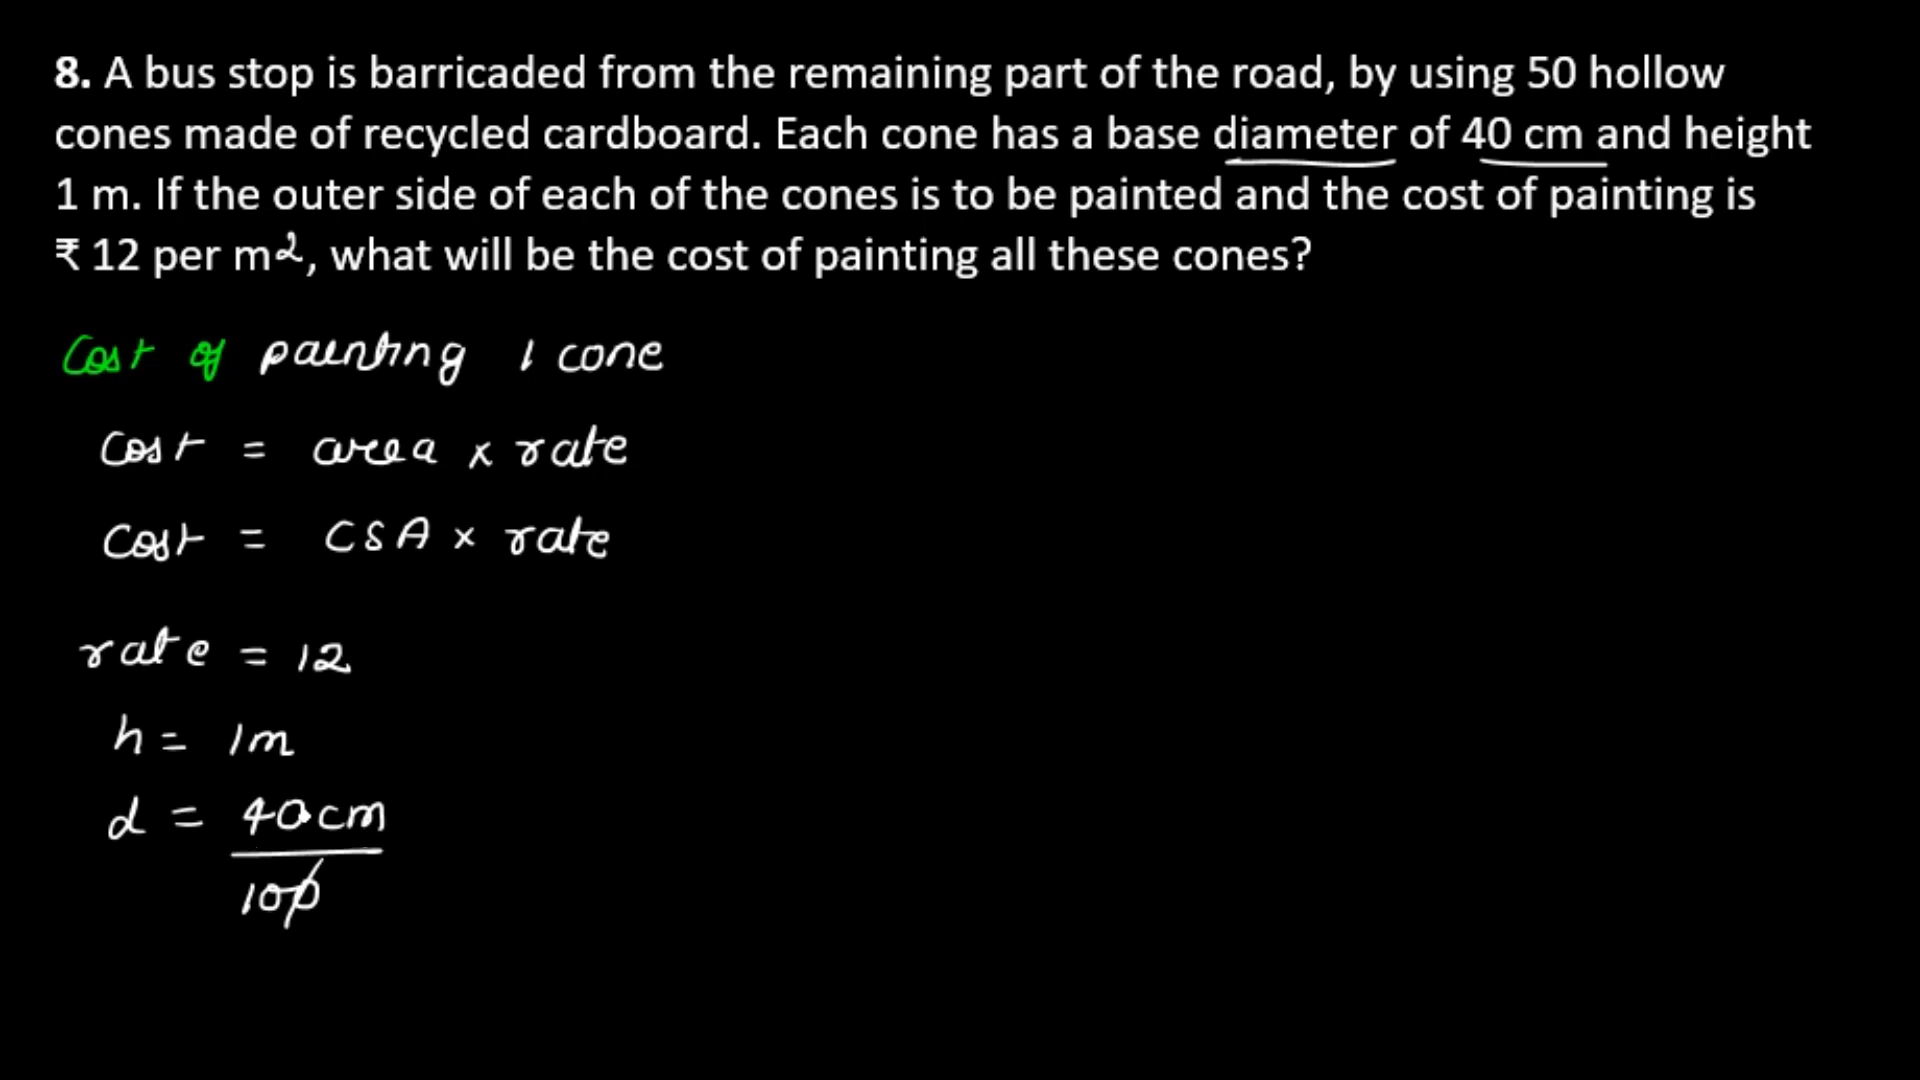 8. A bus stop is barricaded from the remaining part of the road, by using 50 hollow
cones made of recycled cardboard. Each cone has a base diameter of 40 cm and height
1 m. If the outer side of each of the cones is to be painted and the cost of painting is
₹ 12 per m2, what will be the cost of painting all these cones?
Cost of painting 1 cone
Cost = area x rate
Cost = CSA x rate
rate = 12
h = 1m
d = 40cm
100